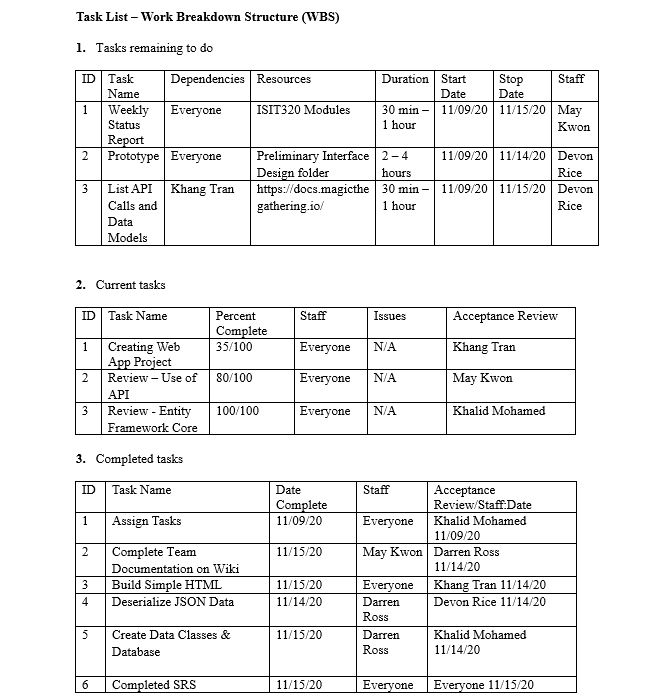 Task List – Work Breakdown Structure (WBS)
1. Tasks remaining to do
ID Task Name Dependencies Resources Duration Start Date Stop Date Staff
1 Weekly Status Report Everyone ISIT320 Modules 30 min – 1 hour 11/09/20 11/15/20 May Kwon
2 Prototype Everyone Preliminary Interface Design folder 2 – 4 hours 11/09/20 11/14/20 Devon Rice
3 List API Calls and Data Models Khang Tran https://docs.magicthegathering.io/ 30 min – 1 hour 11/09/20 11/15/20 Devon Rice
2. Current tasks
ID Task Name Percent Complete Staff Issues Acceptance Review
1 Creating Web App Project 35/100 Everyone N/A Khang Tran
2 Review – Use of API 80/100 Everyone N/A May Kwon
3 Review - Entity Framework Core 100/100 Everyone N/A Khalid Mohamed
3. Completed tasks
ID Task Name Date Complete Staff Acceptance Review/Staff:Date
1 Assign Tasks 11/09/20 Everyone Khalid Mohamed 11/09/20
2 Complete Team Documentation on Wiki 11/15/20 May Kwon Darren Ross 11/14/20
3 Build Simple HTML 11/15/20 Everyone Khang Tran 11/14/20
4 Deserialize JSON Data 11/14/20 Darren Ross Devon Rice 11/14/20
5 Create Data Classes & Database 11/15/20 Darren Ross Khalid Mohamed 11/14/20
6 Completed SRS 11/15/20 Everyone Everyone 11/15/20